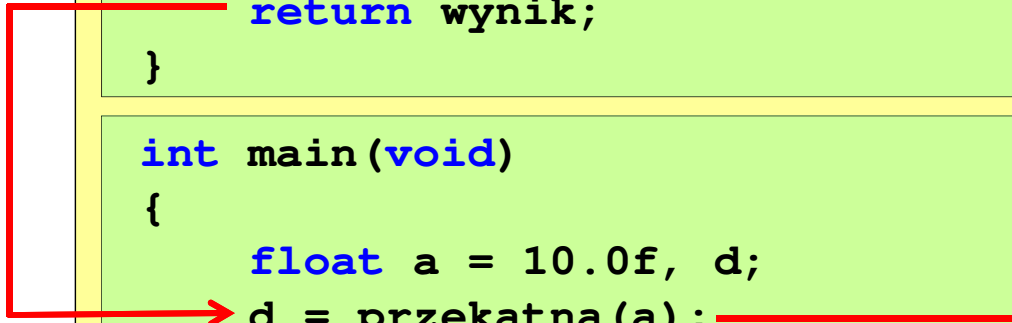 return wynik;
}
int main(void)
{
float a = 10.0f, d;
d = przekatna(a);